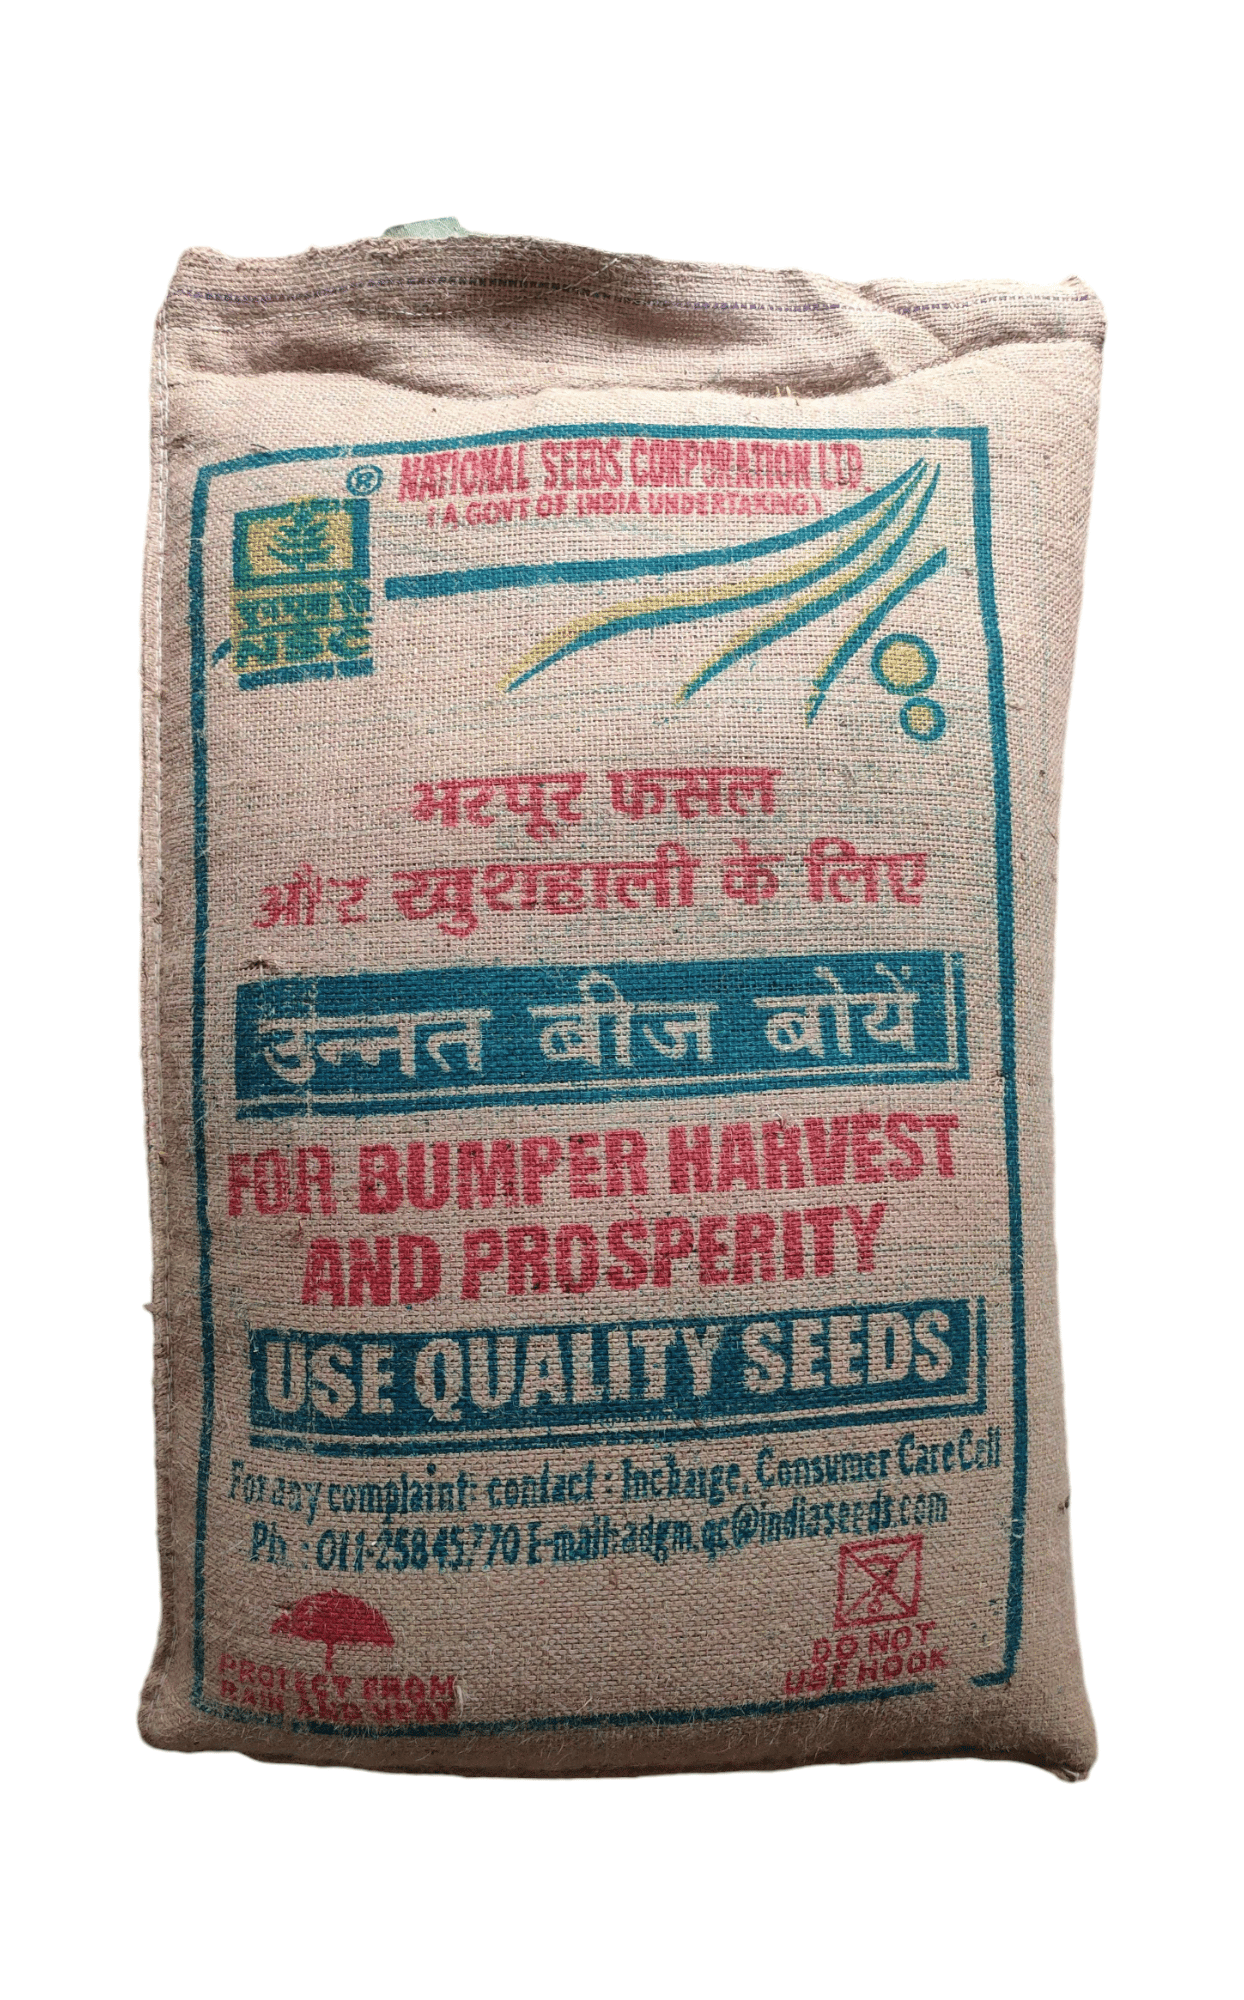 ®
NATIONAL SEEDS CORPORATION LTD.
(A GOVT OF INDIA UNDERTAKING)
NSC
भरपूर फसल
और खुशहाली के लिए
उन्नत बीज बोयें
FOR BUMPER HARVEST
AND PROSPERITY
USE QUALITY SEEDS
For any complaint: contact : Incharge, Consumer Care Cell
Ph. : 011-25845770 E-mail:adgm.qc@indiaseeds.com
PROTECT FROM
RAIN AND HEAT
DO NOT
USE HOOK